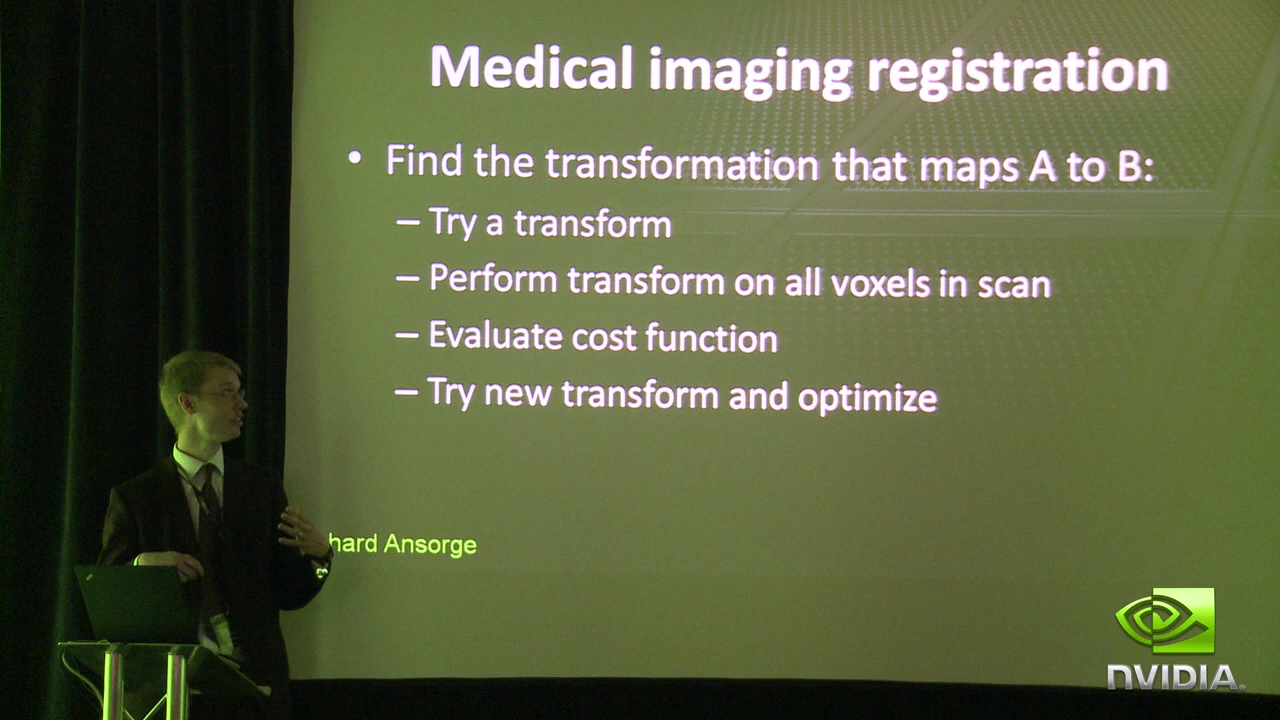 Medical imaging registration
• Find the transformation that maps A to B:
– Try a transform
– Perform transform on all voxels in scan
– Evaluate cost function
– Try new transform and optimize
hard Ansorge
NVIDIA